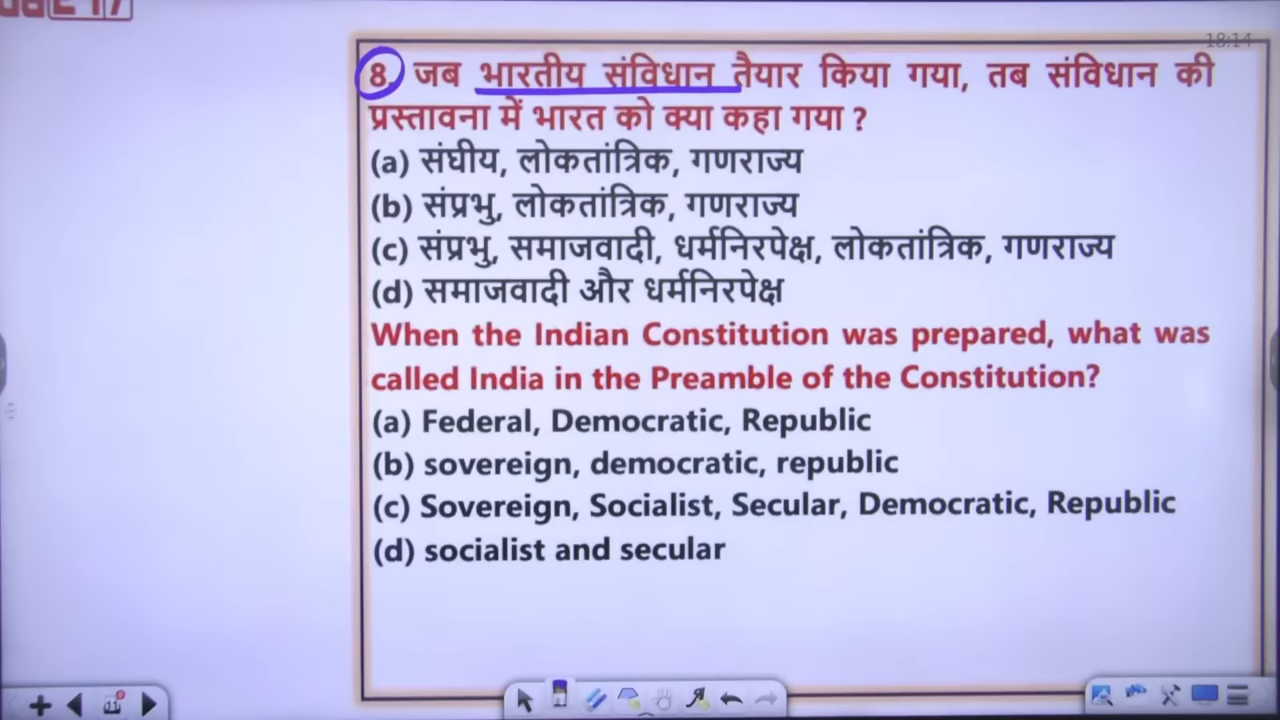 18:14
8. जब भारतीय संविधान तैयार किया गया, तब संविधान की
प्रस्तावना में भारत को क्या कहा गया ?
(a) संघीय, लोकतांत्रिक, गणराज्य
(b) संप्रभु, लोकतांत्रिक, गणराज्य
(c) संप्रभु, समाजवादी, धर्मनिरपेक्ष, लोकतांत्रिक, गणराज्य
(d) समाजवादी और धर्मनिरपेक्ष
When the Indian Constitution was prepared, what was
called India in the Preamble of the Constitution?
(a) Federal, Democratic, Republic
(b) sovereign, democratic, republic
(c) Sovereign, Socialist, Secular, Democratic, Republic
(d) socialist and secular